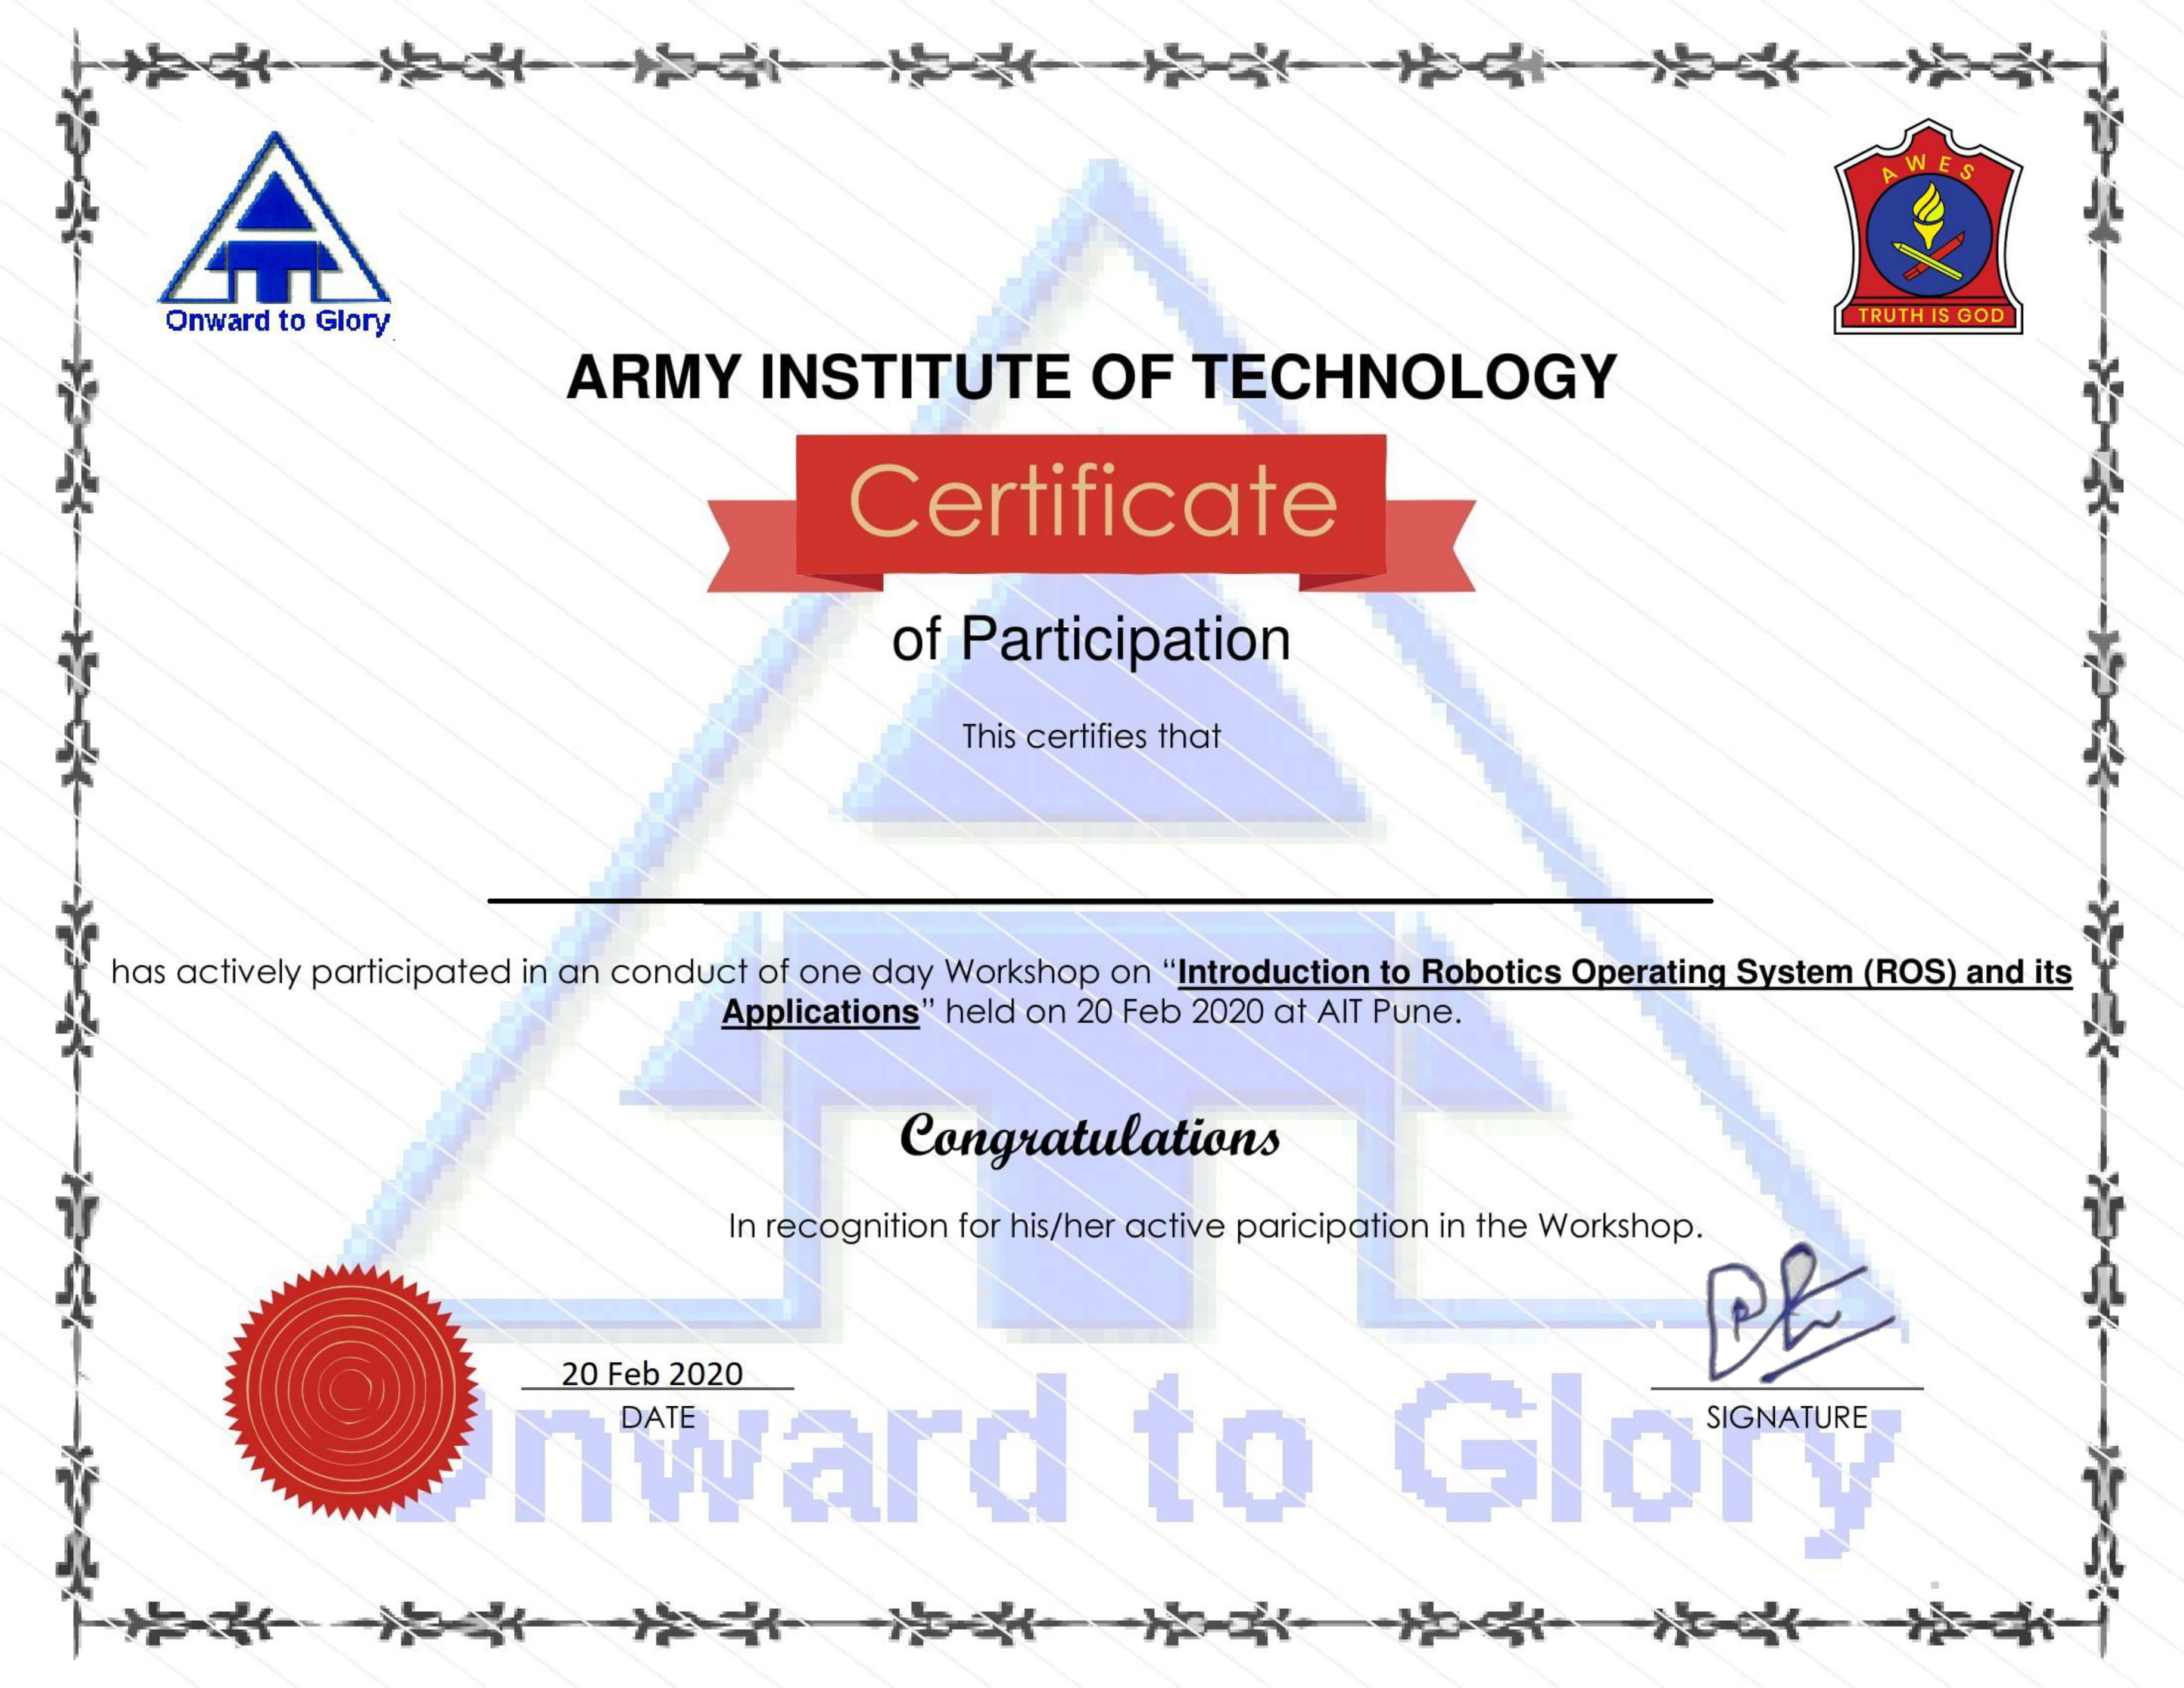 Onward to Glory
AWES
TRUTH IS GOD
ARMY INSTITUTE OF TECHNOLOGY
Certificate
of Participation
This certifies that
has actively participated in an conduct of one day Workshop on “Introduction to Robotics Operating System (ROS) and its
Applications” held on 20 Feb 2020 at AIT Pune.
Congratulations
In recognition for his/her active paricipation in the Workshop.
20 Feb 2020
DATE
SIGNATURE
Onward to Glory